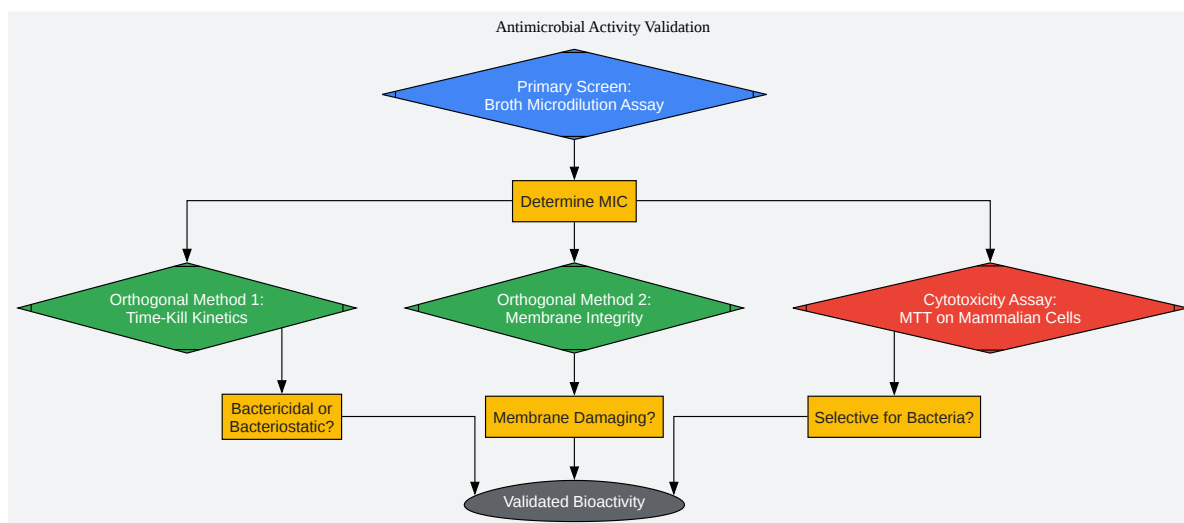 Antimicrobial Activity Validation
Primary Screen:
Broth Microdilution Assay
Determine MIC
Orthogonal Method 1:
Time-Kill Kinetics
Orthogonal Method 2:
Membrane Integrity
Cytotoxicity Assay:
MTT on Mammalian Cells
Bactericidal or
Bacteriostatic?
Membrane Damaging?
Selective for Bacteria?
Validated Bioactivity